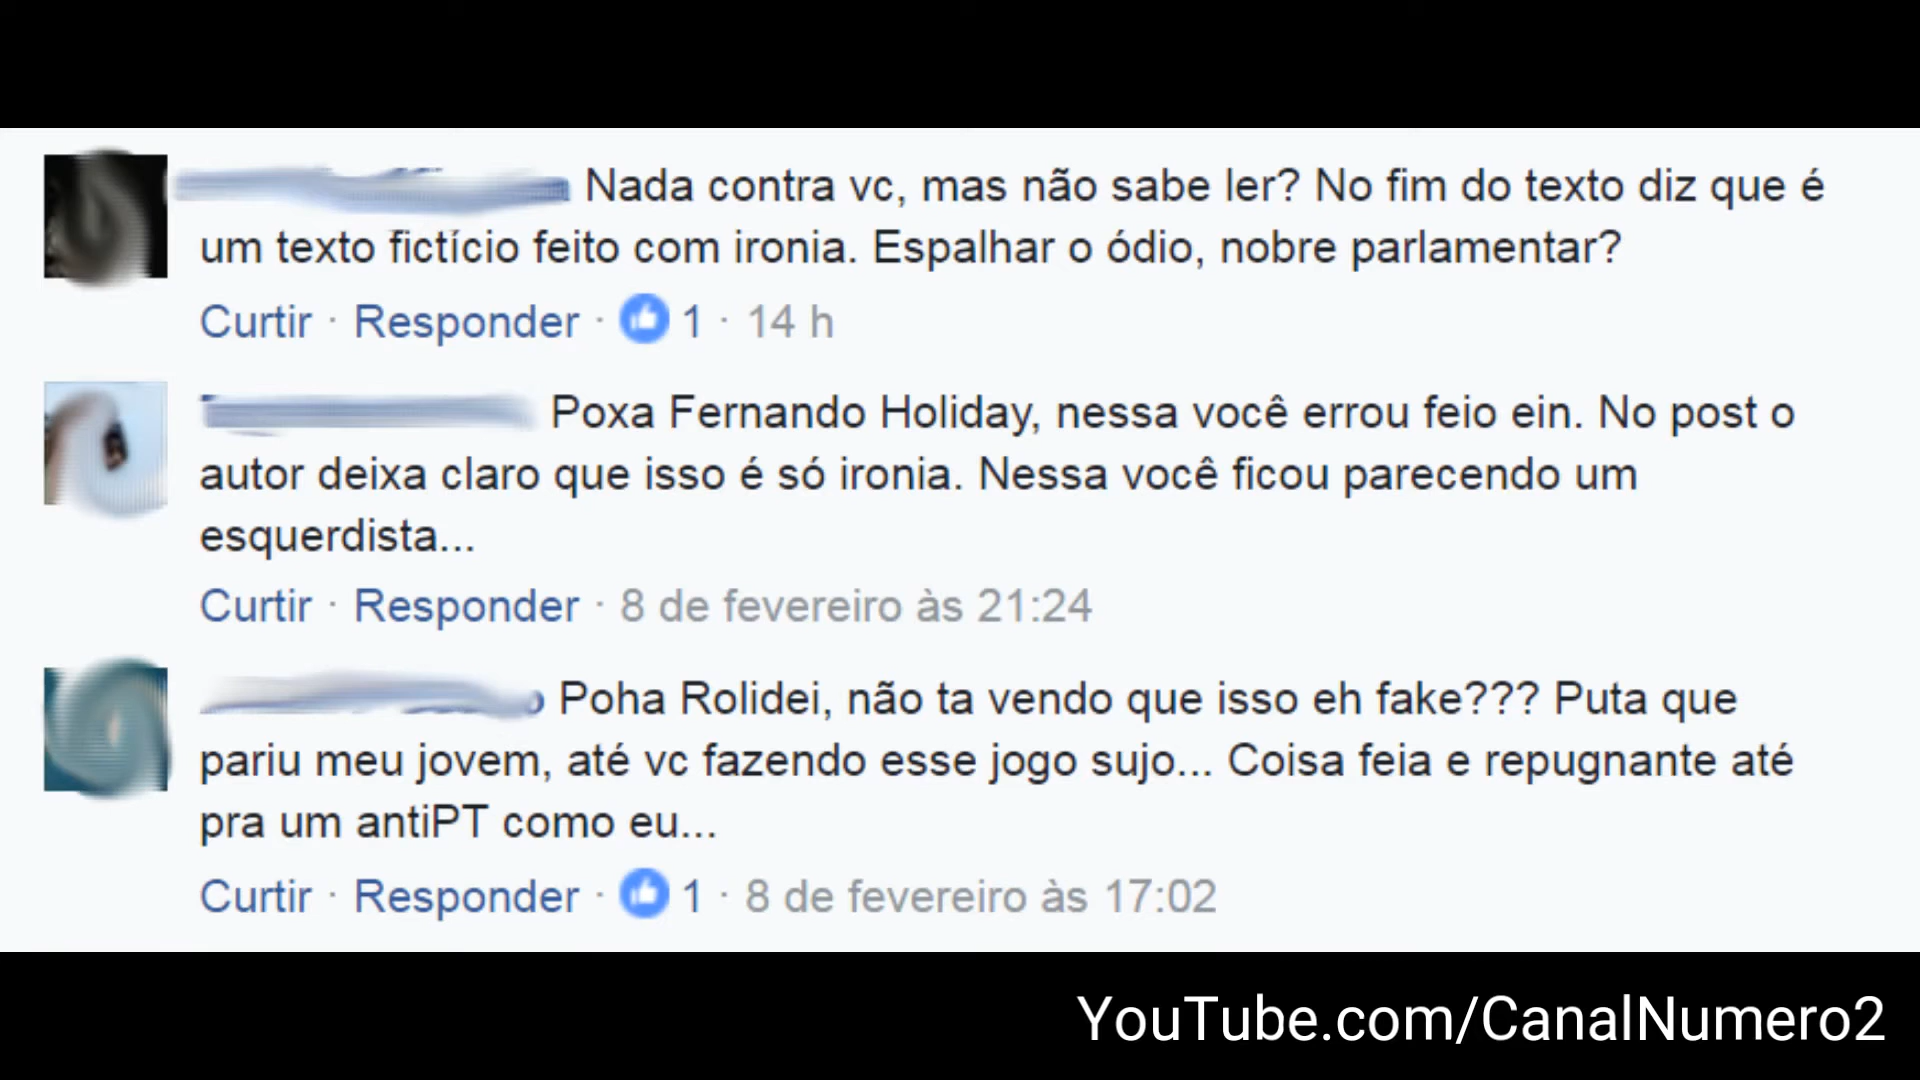 Nada contra vc, mas não sabe ler? No fim do texto diz que é
um texto fictício feito com ironia. Espalhar o ódio, nobre parlamentar?
Curtir · Responder · 1 · 14 h
Poxa Fernando Holiday, nessa você errou feio ein. No post o
autor deixa claro que isso é só ironia. Nessa você ficou parecendo um
esquerdista...
Curtir · Responder · 8 de fevereiro às 21:24
Poha Rolidei, não ta vendo que isso eh fake??? Puta que
pariu meu jovem, até vc fazendo esse jogo sujo... Coisa feia e repugnante até
pra um antiPT como eu...
Curtir · Responder · 1 · 8 de fevereiro às 17:02
YouTube.com/CanalNumero2